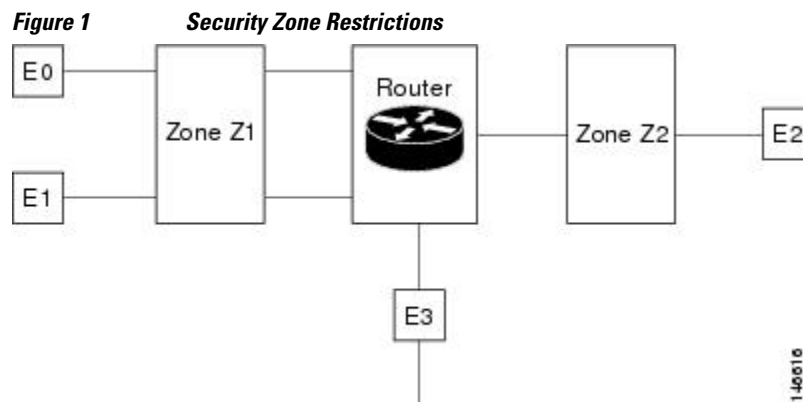 Figure 1 Security Zone Restrictions
E0
Router
Zone Z1
Zone Z2
E2
E1
E3
146616